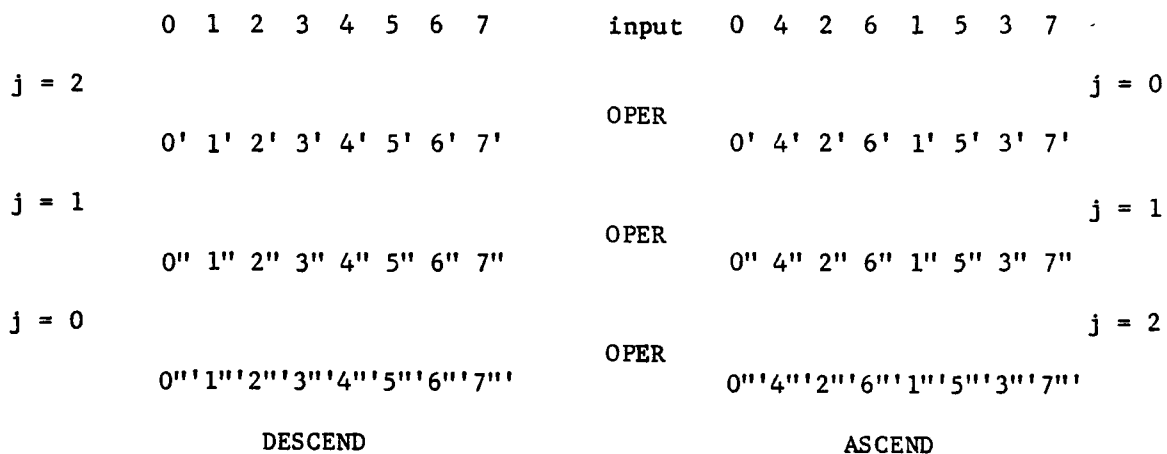 0 1 2 3 4 5 6 7 input 0 4 2 6 1 5 3 7
j = 2 j = 0
OPER
0' 1' 2' 3' 4' 5' 6' 7' 0' 4' 2' 6' 1' 5' 3' 7'
j = 1 j = 1
OPER
0" 1" 2" 3" 4" 5" 6" 7" 0" 4" 2" 6" 1" 5" 3" 7"
j = 0 j = 2
OPER
0"'1"'2"'3"'4"'5"'6"'7"' 0"'4"'2"'6"'1"'5"'3"'7"'
DESCEND ASCEND